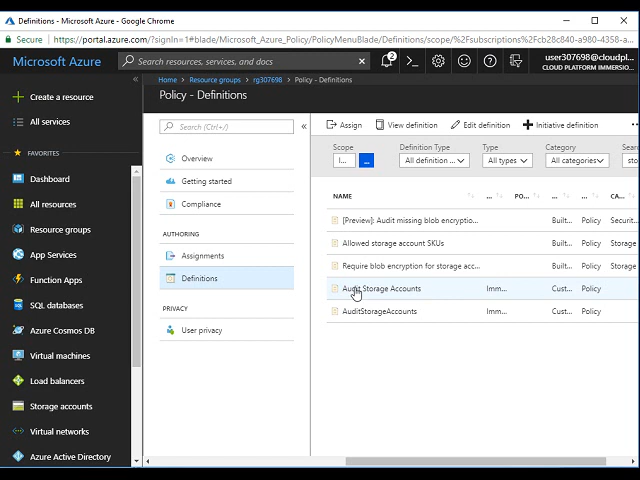 Definitions - Microsoft Azure - Google Chrome
Secure https://portal.azure.com/?signIn=1#blade/Microsoft_Azure_Policy/PolicyMenuBlade/Definitions/scope/%2Fsubscriptions%2Fcb28c840-a980-4358-a...
Microsoft Azure
Search resources, services, and docs
2
user307698@cloudpl...
CLOUD PLATFORM IMMERSIO...
Home > Resource groups > rg307698 > Policy - Definitions
Policy - Definitions
Create a resource
All services
FAVORITES
Dashboard
All resources
Resource groups
App Services
Function Apps
SQL databases
Azure Cosmos DB
Virtual machines
Load balancers
Storage accounts
Virtual networks
Azure Active Directory
Search (Ctrl+/)
Overview
Getting started
Compliance
AUTHORING
Assignments
Definitions
PRIVACY
User privacy
Assign
View definition
Edit definition
Initiative definition
...
Scope Definition Type Type Category Sear
I... ... All definition ... All types All categories sto
NAME ... PO... ... ... CA...
[Preview]: Audit missing blob encryptio... Built... Policy Securit...
Allowed storage account SKUs Built... Policy Storage
Require blob encryption for storage acc... Built... Policy Storage
Audit Storage Accounts Imm... Cust... Policy
AuditStorageAccounts Imm... Cust... Policy